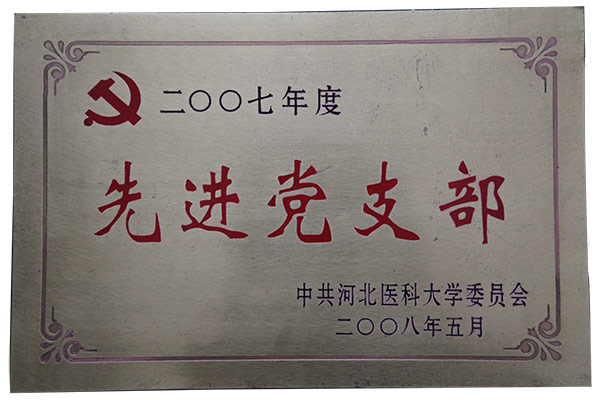 二〇〇七年度
先进党支部
中共河北医科大学委员会
二〇〇八年五月